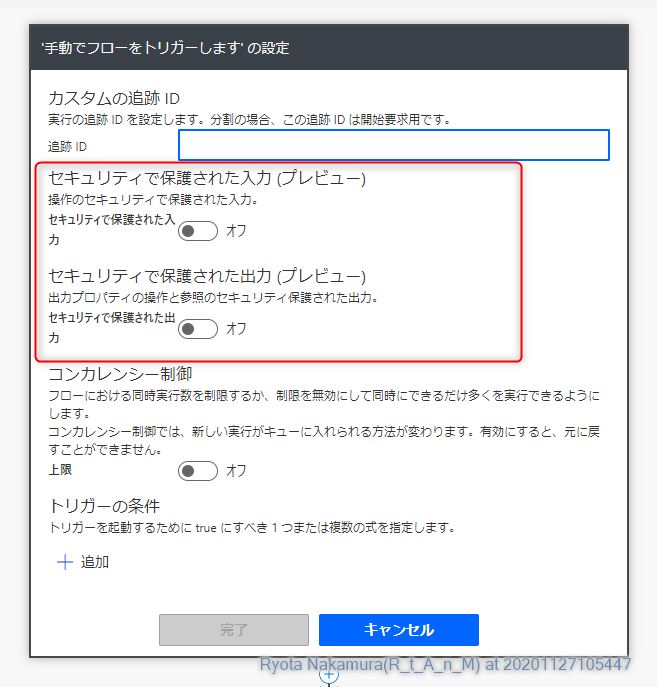 '手動でフローをトリガーします' の設定
カスタムの追跡 ID
実行の追跡 ID を設定します。分割の場合、この追跡 ID は開始要求用です。
追跡 ID
セキュリティで保護された入力 (プレビュー)
操作のセキュリティで保護された入力。
セキュリティで保護された入
力
オフ
セキュリティで保護された出力 (プレビュー)
出力プロパティの操作と参照のセキュリティ保護された出力。
セキュリティで保護された出
力
オフ
コンカレンシー制御
フローにおける同時実行数を制限するか、制限を無効にして同時にできるだけ多くを実行できるように
します。
コンカレンシー制御では、新しい実行がキューに入れられる方法が変わります。有効にすると、元に戻
すことができません。
上限
オフ
トリガーの条件
トリガーを起動するために true にすべき 1 つまたは複数の式を指定します。
追加
完了
キャンセル
Ryota Nakamura(R_t_A_n_M) at 20201127105447